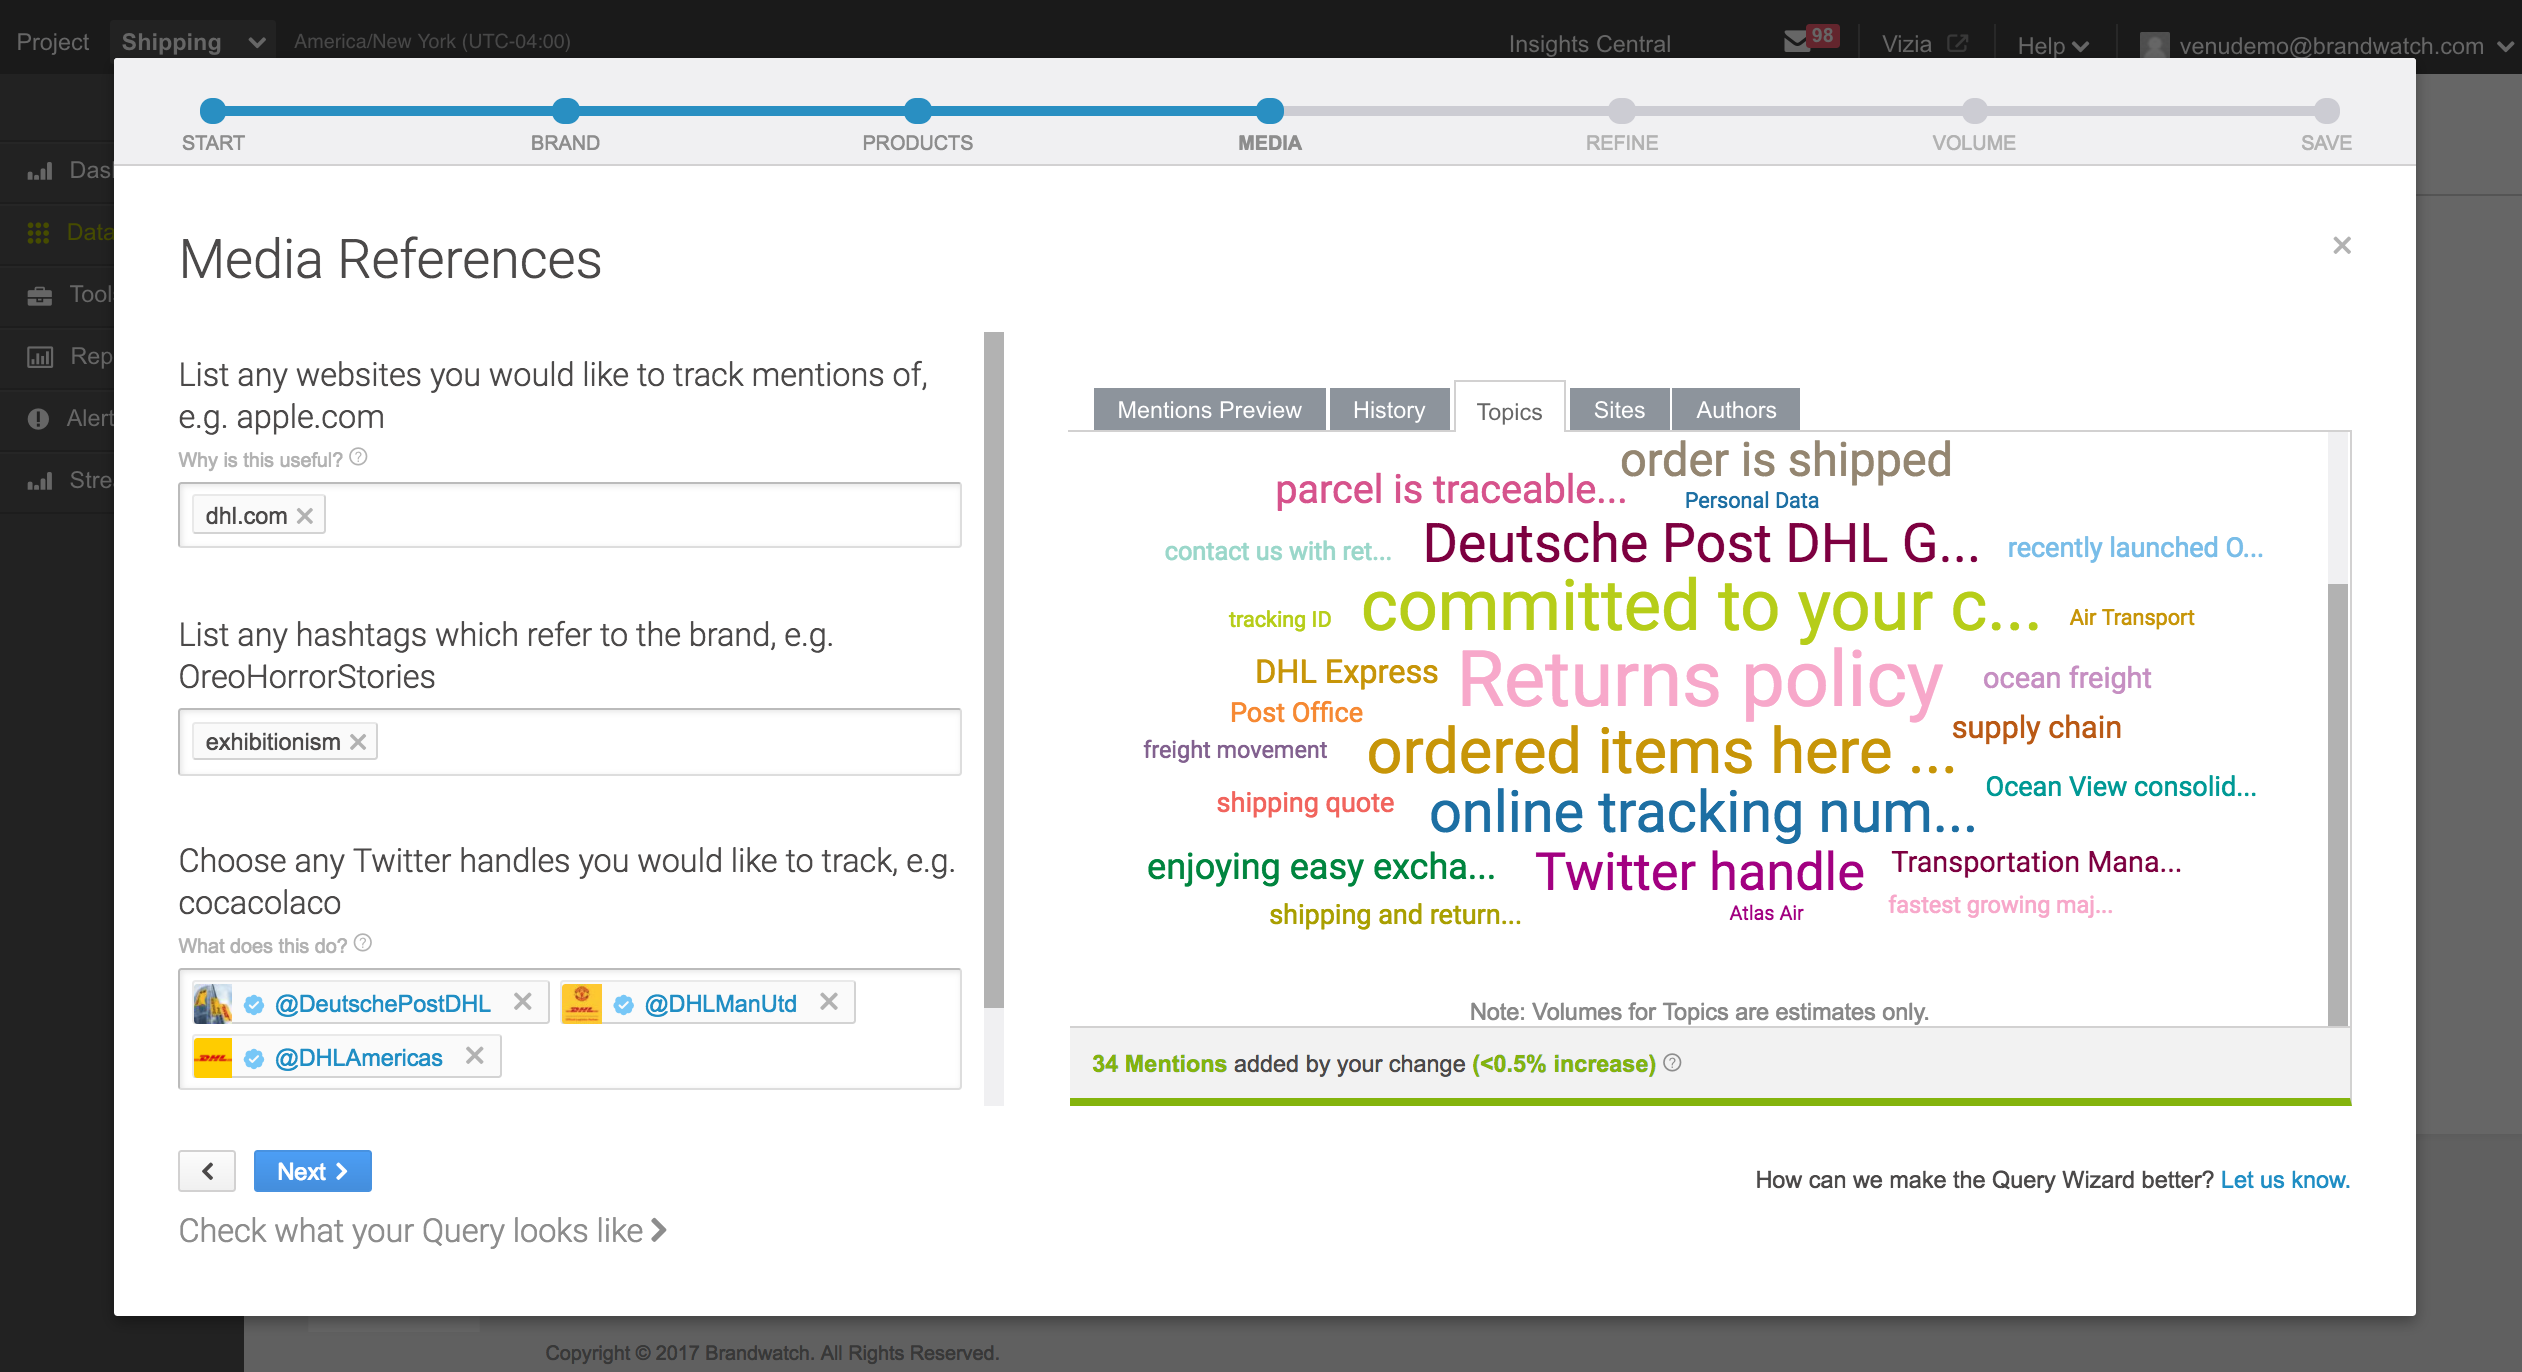 Project
Shipping
America/New York (UTC-04:00)
Insights Central
98
Vizia
Help
venudemo@brandwatch.com
START
BRAND
PRODUCTS
MEDIA
REFINE
VOLUME
SAVE
Das
Data
Tool
Rep
Alert
Stre
Media References
List any websites you would like to track mentions of,
e.g. apple.com
Why is this useful?
dhl.com
List any hashtags which refer to the brand, e.g.
OreoHorrorStories
exhibitionism
Choose any Twitter handles you would like to track, e.g.
cocacolaco
What does this do?
@DeutschePostDHL
@DHLManUtd
@DHLAmericas
Next
Check what your Query looks like
Mentions Preview
History
Topics
Sites
Authors
order is shipped
parcel is traceable...
Personal Data
contact us with ret...
Deutsche Post DHL G...
recently launched O...
tracking ID
committed to your c...
Air Transport
DHL Express
Returns policy
ocean freight
Post Office
supply chain
freight movement
ordered items here ...
Ocean View consolid...
shipping quote
online tracking num...
enjoying easy excha...
Twitter handle
Transportation Mana...
shipping and return...
Atlas Air
fastest growing maj...
Note: Volumes for Topics are estimates only.
34 Mentions added by your change (<0.5% increase)
How can we make the Query Wizard better? Let us know.
Copyright © 2017 Brandwatch. All Rights Reserved.